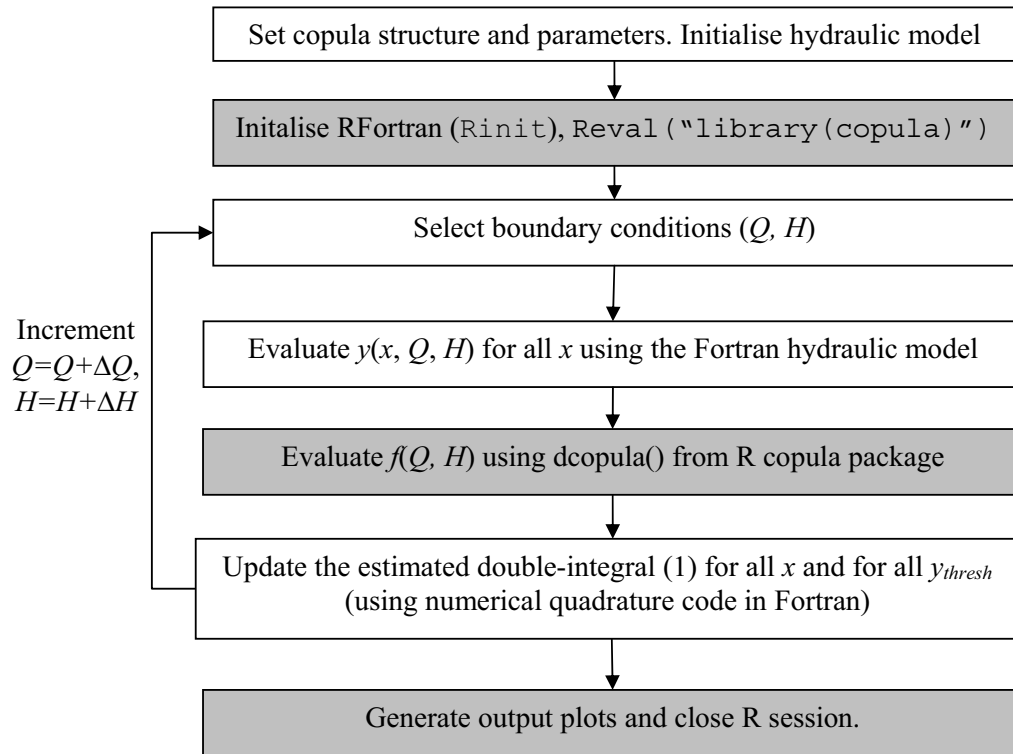 Set copula structure and parameters. Initialise hydraulic model
Initalise RFortran (Rinit), Reval(“library(copula)”)
Select boundary conditions (Q, H)
Increment
Q=Q+ΔQ,
H=H+ΔH
Evaluate y(x, Q, H) for all x using the Fortran hydraulic model
Evaluate f(Q, H) using dcopula() from R copula package
Update the estimated double-integral (1) for all x and for all ythresh
(using numerical quadrature code in Fortran)
Generate output plots and close R session.